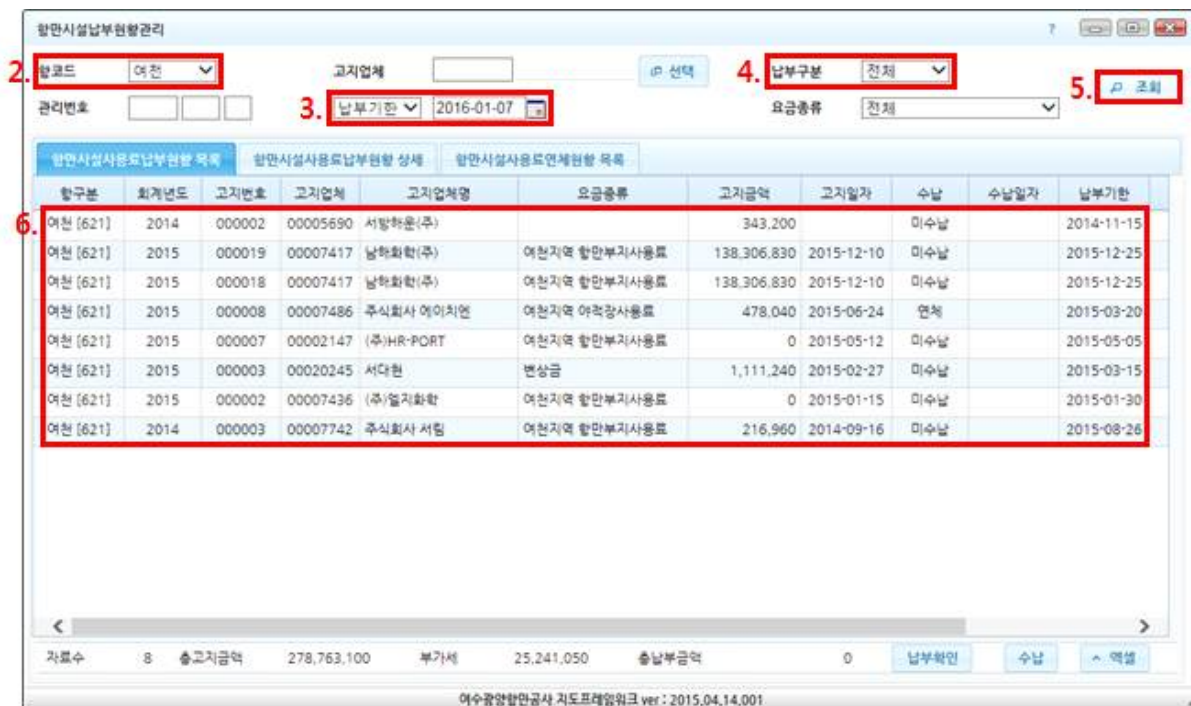 항만시설납부현황관리 ?
2. 항코드 여천 고지업체 선택 4. 납부구분 전체
관리번호 3. 납부기한 2016-01-07 요금종류 전체 5. 조회
항만시설사용료납부현황 목록 항만시설사용료납부현황 상세 항만시설사용료연체현황 목록
항구분 회계년도 고지번호 고지업체 고지업체명 요금종류 고지금액 고지일자 수납 수납일자 납부기한
6. 여천 [621] 2014 000002 00005690 서방해운(주) 343,200 미수납 2014-11-15
여천 [621] 2015 000019 00007417 남해화학(주) 여천지역 항만부지사용료 138,306,830 2015-12-10 미수납 2015-12-25
여천 [621] 2015 000018 00007417 남해화학(주) 여천지역 항만부지사용료 138,306,830 2015-12-10 미수납 2015-12-25
여천 [621] 2015 000008 00007486 주식회사 에이치엔 여천지역 야적장사용료 478,040 2015-06-24 연체 2015-03-20
여천 [621] 2015 000007 00002147 (주)HR-PORT 여천지역 항만부지사용료 0 2015-05-12 미수납 2015-05-05
여천 [621] 2015 000003 00020245 서대현 변상금 1,111,240 2015-02-27 미수납 2015-03-15
여천 [621] 2015 000002 00007436 (주)엘지화학 여천지역 항만부지사용료 0 2015-01-15 미수납 2015-01-30
여천 [621] 2014 000003 00007742 주식회사 서림 여천지역 항만부지사용료 216,960 2014-09-16 미수납 2015-08-26
자료수 8 총고지금액 278,763,100 부가세 25,241,050 총납부금액 0 납부확인 수납 엑셀
여수광양항만공사 지도프레임워크 ver : 2015.04.14.001